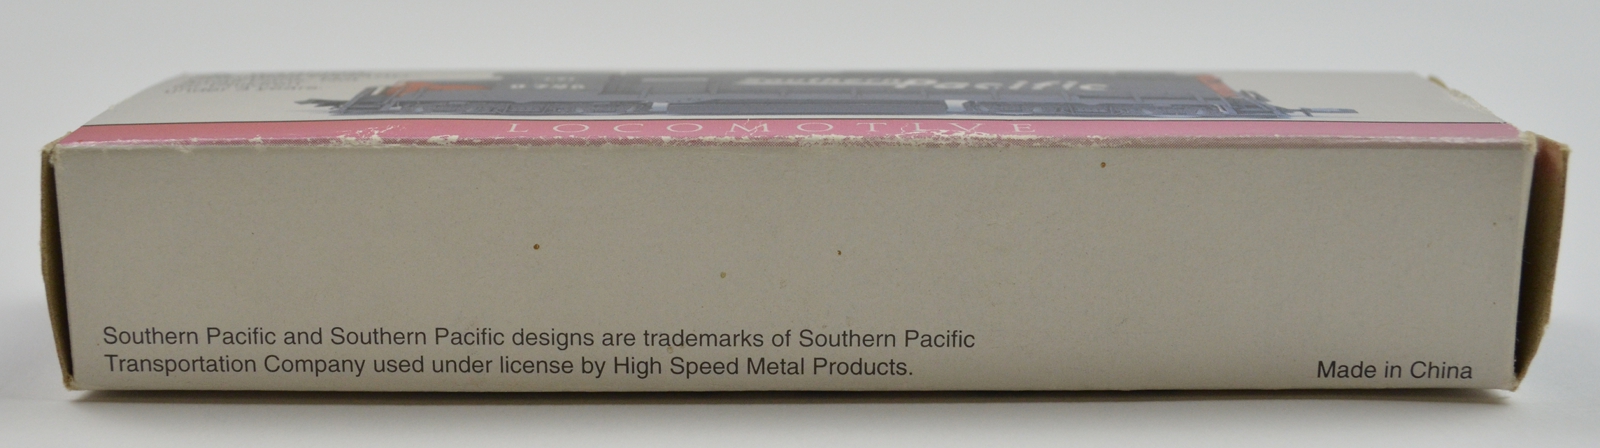 Southern Pacific
LOCOMOTIVE
Southern Pacific and Southern Pacific designs are trademarks of Southern Pacific
Transportation Company used under license by High Speed Metal Products.
Made in China